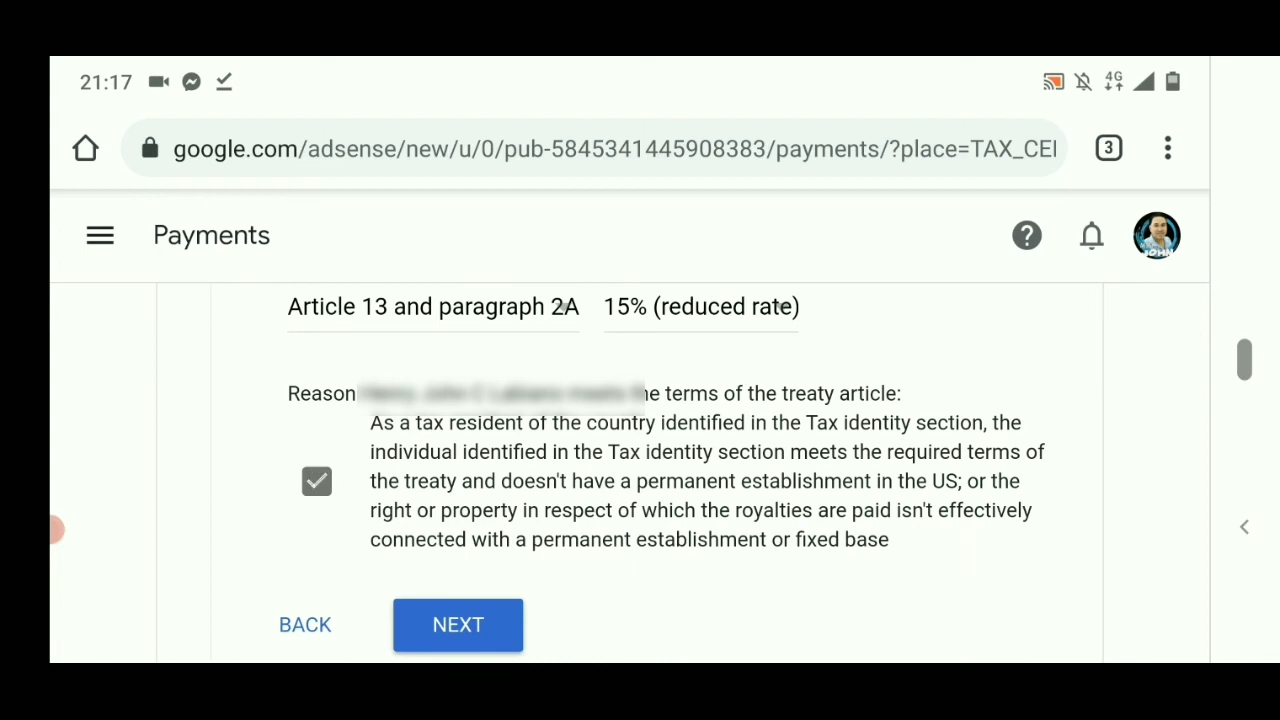 21:17
4G
google.com/adsense/new/u/0/pub-5845341445908383/payments/?place=TAX_CEI
3
Payments
JOHN
Article 13 and paragraph 2A 15% (reduced rate)
Reason he terms of the treaty article:
As a tax resident of the country identified in the Tax identity section, the
individual identified in the Tax identity section meets the required terms of
the treaty and doesn't have a permanent establishment in the US; or the
right or property in respect of which the royalties are paid isn't effectively
connected with a permanent establishment or fixed base
BACK NEXT